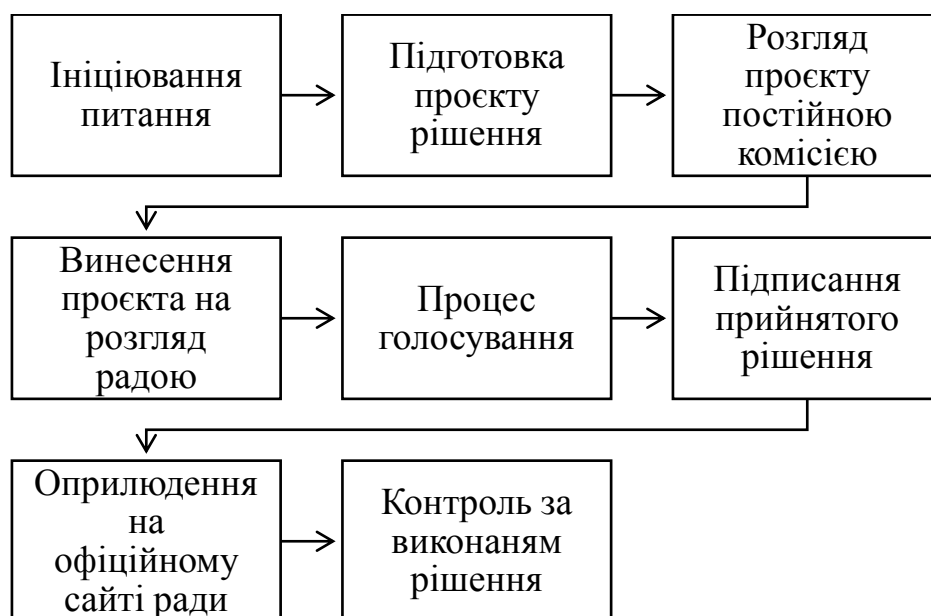 Ініціювання
питання
Підготовка
проєкту
рішення
Розгляд
проєкту
постійною
комісією
Винесення
проєкта на
розгляд
радою
Процес
голосування
Підписання
прийнятого
рішення
Оприлюдення
на
офіційному
сайті ради
Контроль за
виконаням
рішення